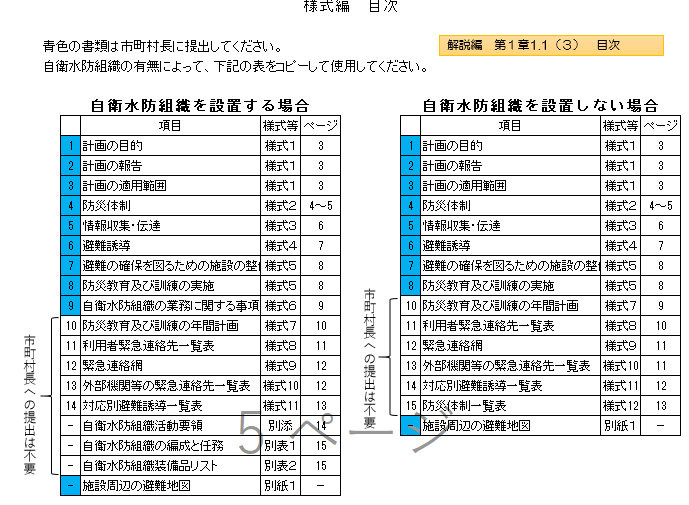 様式編　目次
青色の書類は市町村長に提出してください。
解説編　第１章1.1（３）　目次
自衛水防組織の有無によって、下記の表をコピーして使用してください。
自衛水防組織を設置する場合
項目 様式等 ページ
1 計画の目的 様式１ 3
2 計画の報告 様式１ 3
3 計画の適用範囲 様式１ 3
4 防災体制 様式２ 4～5
5 情報収集・伝達 様式３ 6
6 避難誘導 様式４ 7
7 避難の確保を図るための施設の整 様式５ 8
8 防災教育及び訓練の実施 様式５ 8
9 自衛水防組織の業務に関する事項 様式６ 9
10 防災教育及び訓練の年間計画 様式７ 10
11 利用者緊急連絡先一覧表 様式８ 11
12 緊急連絡網 様式９ 12
13 外部機関等の緊急連絡先一覧表 様式10 12
14 対応別避難誘導一覧表 様式11 13
- 自衛水防組織活動要領 別添 14
- 自衛水防組織の編成と任務 別表１ 15
- 自衛水防組織装備品リスト 別表２ 15
- 施設周辺の避難地図 別紙１ －
市町村長への提出は不要
自衛水防組織を設置しない場合
項目 様式等 ページ
1 計画の目的 様式１ 3
2 計画の報告 様式１ 3
3 計画の適用範囲 様式１ 3
4 防災体制 様式２ 4～5
5 情報収集・伝達 様式３ 6
6 避難誘導 様式４ 7
7 避難の確保を図るための施設の整 様式５ 8
8 防災教育及び訓練の実施 様式５ 8
10 防災教育及び訓練の年間計画 様式７ 9
11 利用者緊急連絡先一覧表 様式８ 10
12 緊急連絡網 様式９ 11
13 外部機関等の緊急連絡先一覧表 様式10 11
14 対応別避難誘導一覧表 様式11 12
15 防災体制一覧表 様式12 13
- 施設周辺の避難地図 別紙１ －
市町村長への提出は不要
5 ページ